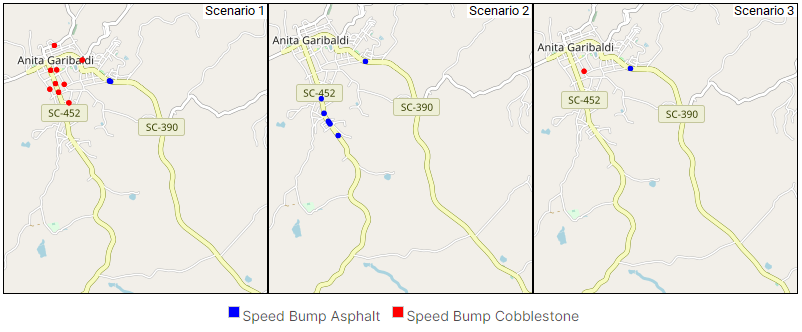 Scenario 1
Scenario 2
Scenario 3
Anita Garibaldi
SC-452
SC-390
Anita Garibaldi
SC-452
SC-390
Anita Garibaldi
SC-452
SC-390
Speed Bump Asphalt
Speed Bump Cobblestone